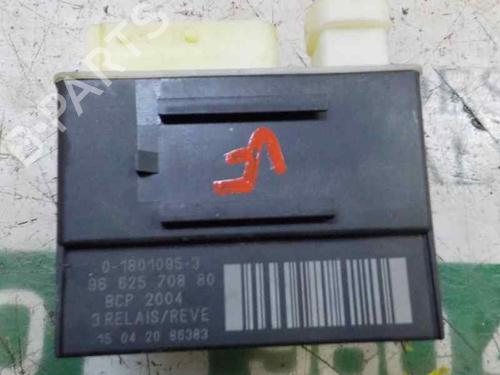 B-PARTS
0-1801095-3
96 625 708 80
BCP 2004
3 RELAIS/REVE
15 04 20 86383